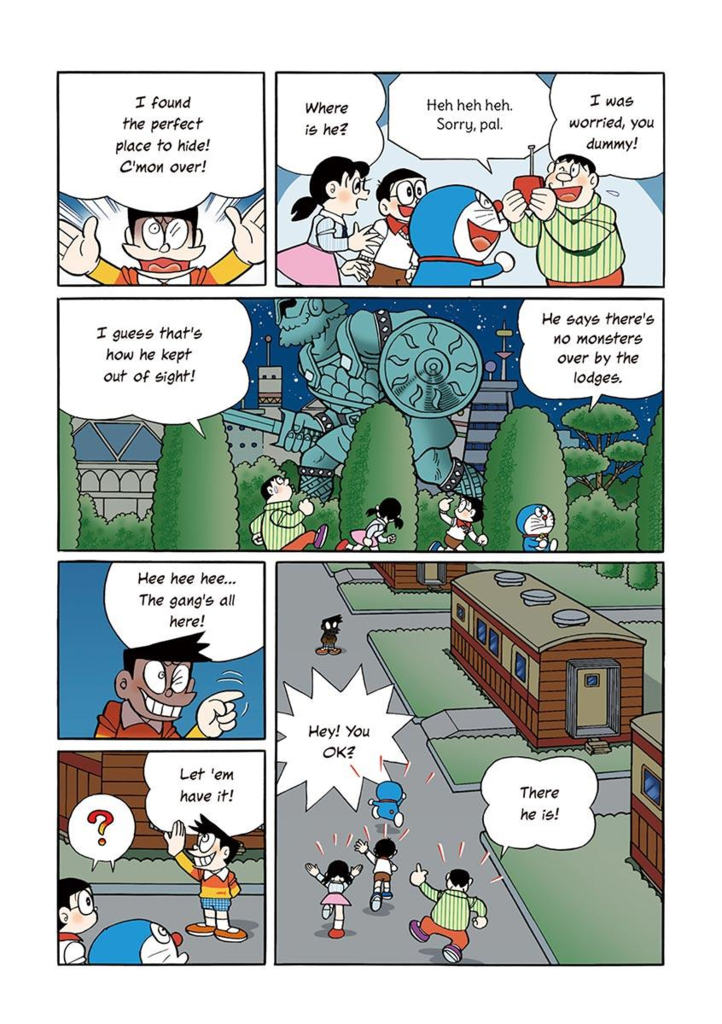 I found
the perfect
place to hide!
C'mon over!
Where
is he?
Heh heh heh.
Sorry, pal.
I was
worried, you
dummy!
I guess that's
how he kept
out of sight!
He says there's
no monsters
over by the
lodges.
Hee hee hee...
The gang's all
here!
Let 'em
have it!
?
Hey! You
OK?
There
he is!